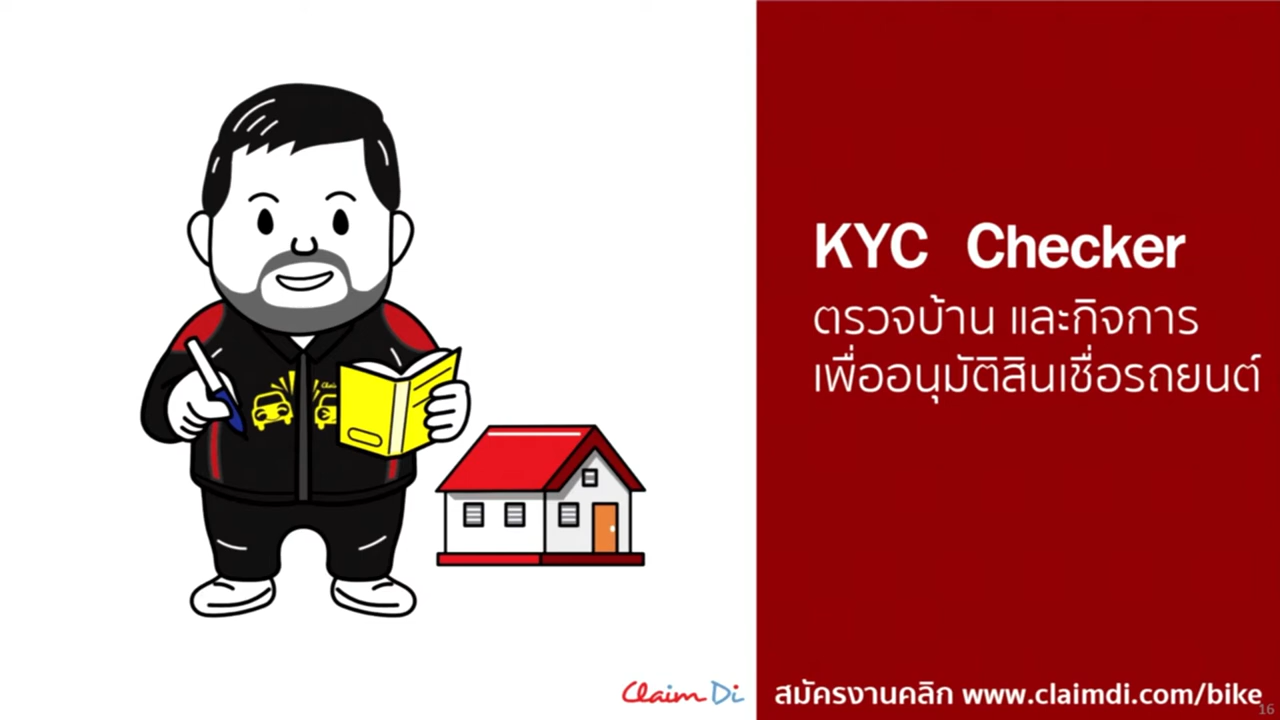 KYC Checker
ตรวจบ้าน และกิจการ
เพื่ออนุมัติสินเชื่อรถยนต์
Claim Di
สมัครงานคลิก www.claimdi.com/bike
16